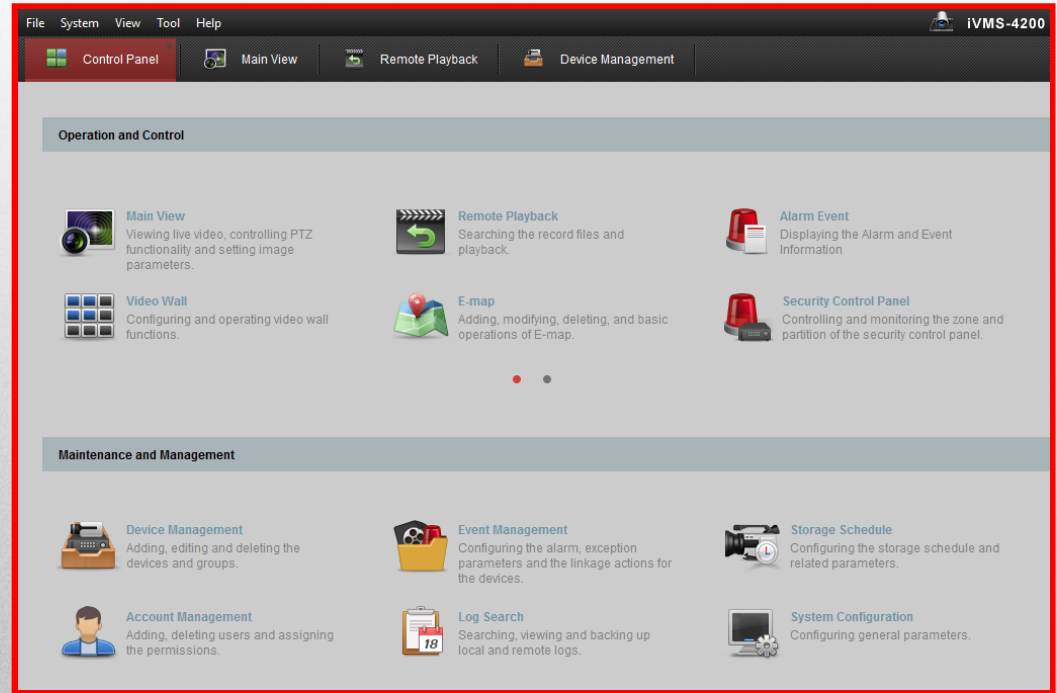 File System View Tool Help
iVMS-4200
Control Panel Main View Remote Playback Device Management
Operation and Control
Main View
Viewing live video, controlling PTZ
functionality and setting image
parameters.
Remote Playback
Searching the record files and
playback.
Alarm Event
Displaying the Alarm and Event
Information
Video Wall
Configuring and operating video wall
functions.
E-map
Adding, modifying, deleting, and basic
operations of E-map.
Security Control Panel
Controlling and monitoring the zone and
partition of the security control panel.
Maintenance and Management
Device Management
Adding, editing and deleting the
devices and groups.
Event Management
Configuring the alarm, exception
parameters and the linkage actions for
the devices.
Storage Schedule
Configuring the storage schedule and
related parameters.
Account Management
Adding, deleting users and assigning
the permissions.
18
Log Search
Searching, viewing and backing up
local and remote logs.
System Configuration
Configuring general parameters.